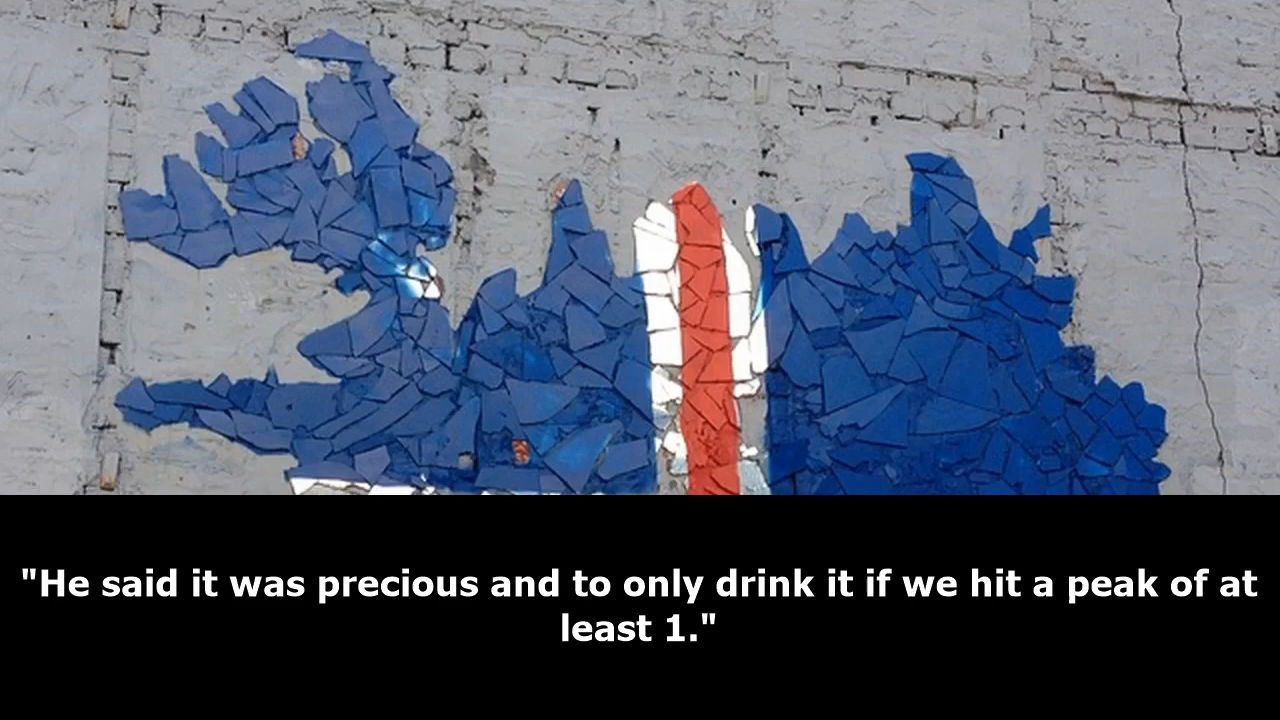 "He said it was precious and to only drink it if we hit a peak of at
least 1."